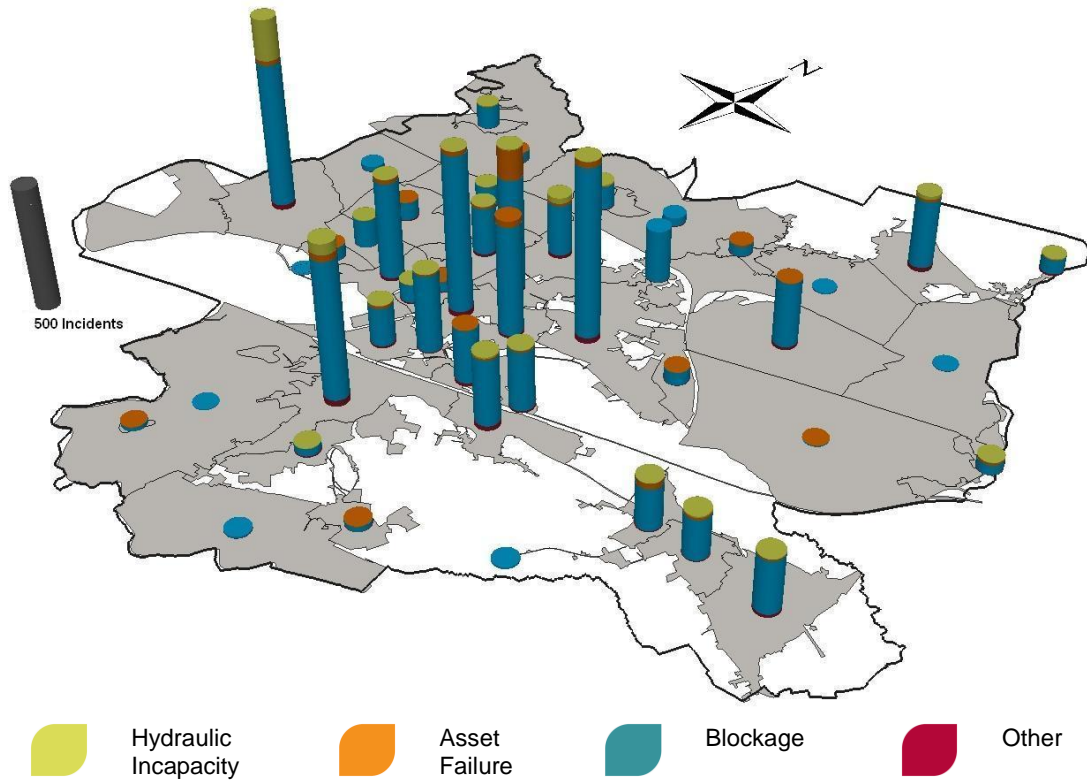 N
500 Incidents
Hydraulic
Incapacity
Asset
Failure
Blockage
Other